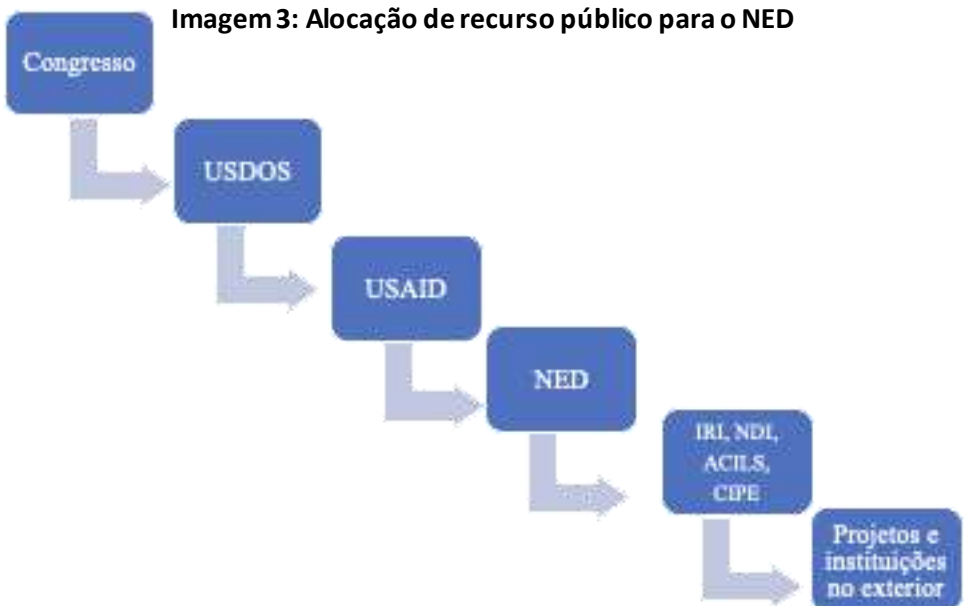 Imagem 3: Alocação de recurso público para o NED
Congresso
USDOS
USAID
NED
IRI, NDI,
ACILS,
CIPE
Projetos e
instituições
no exterior